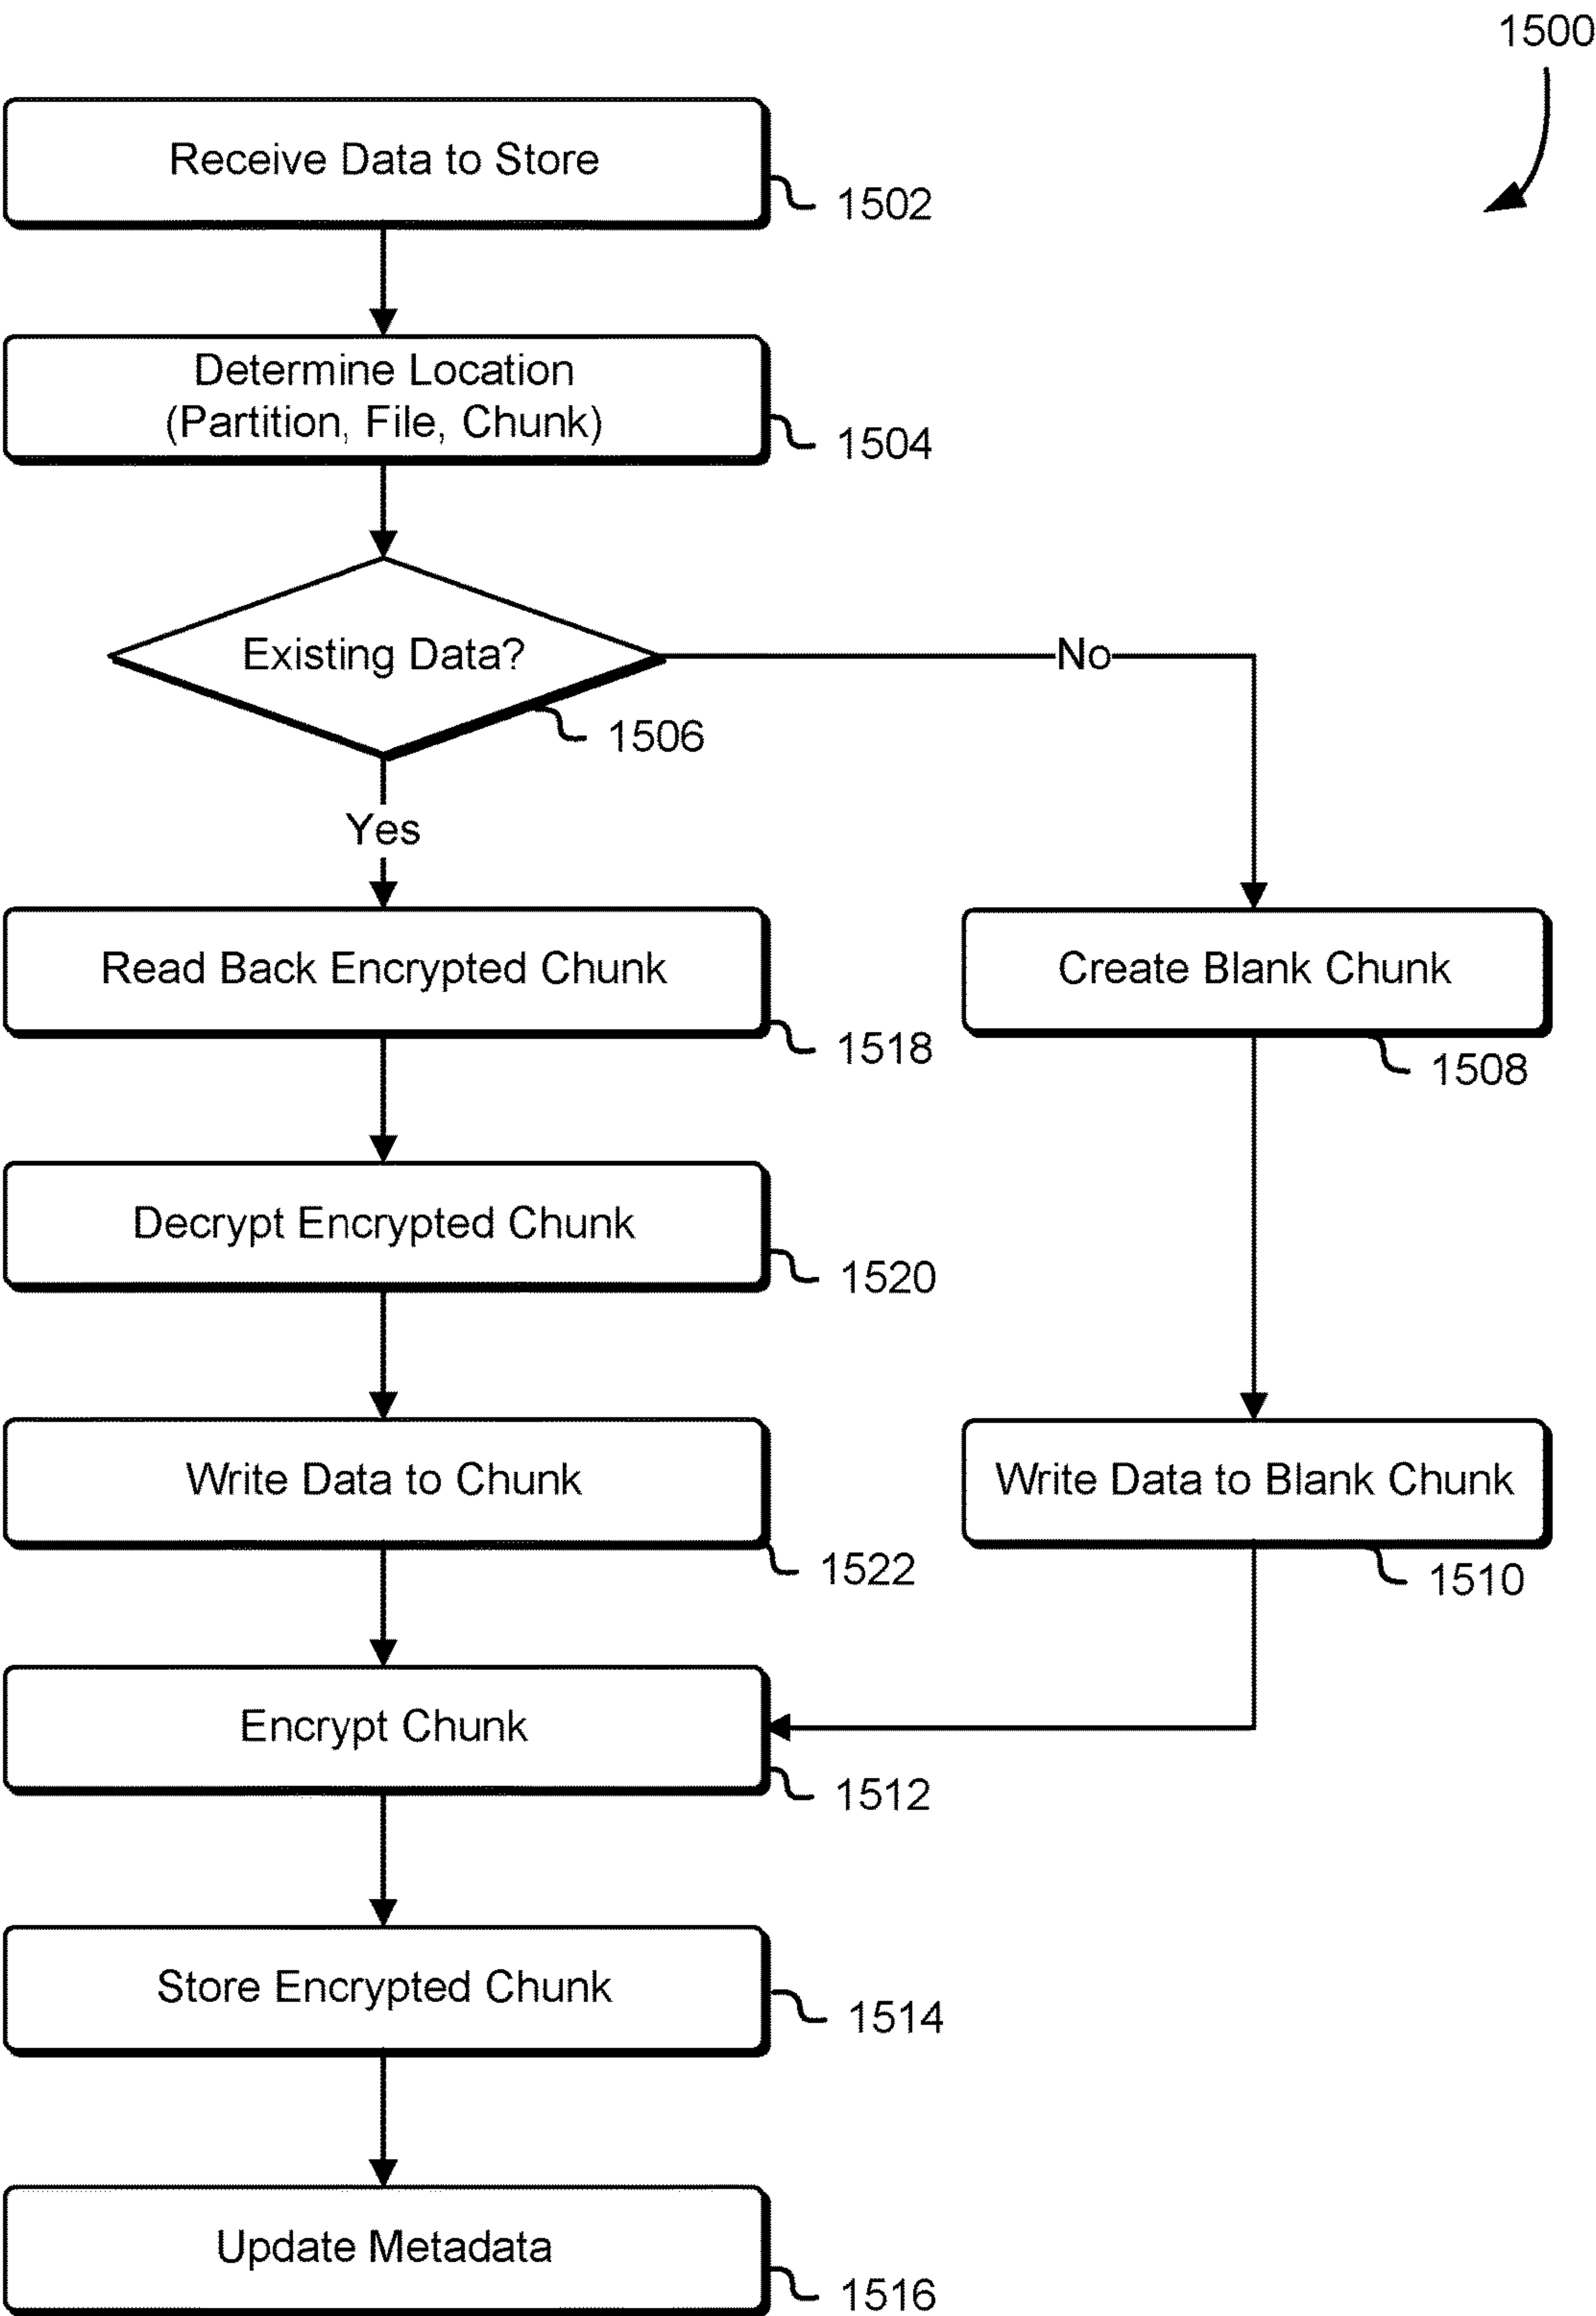 1500
Receive Data to Store
1502
Determine Location
(Partition, File, Chunk)
1504
Existing Data?
No
1506
Yes
Read Back Encrypted Chunk
1518
Create Blank Chunk
1508
Decrypt Encrypted Chunk
1520
Write Data to Chunk
1522
Write Data to Blank Chunk
1510
Encrypt Chunk
1512
Store Encrypted Chunk
1514
Update Metadata
1516